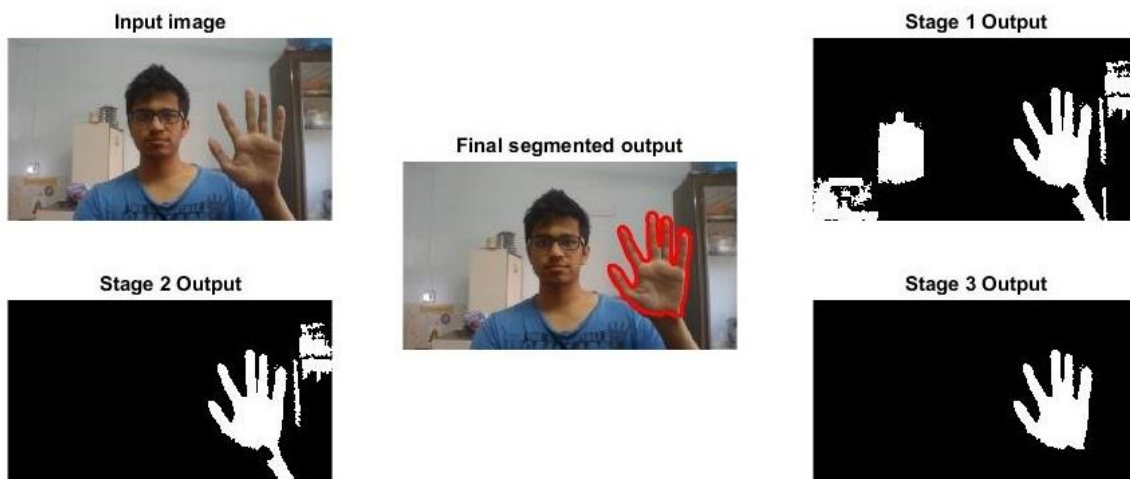 Input image
Stage 1 Output
Final segmented output
Stage 2 Output
Stage 3 Output